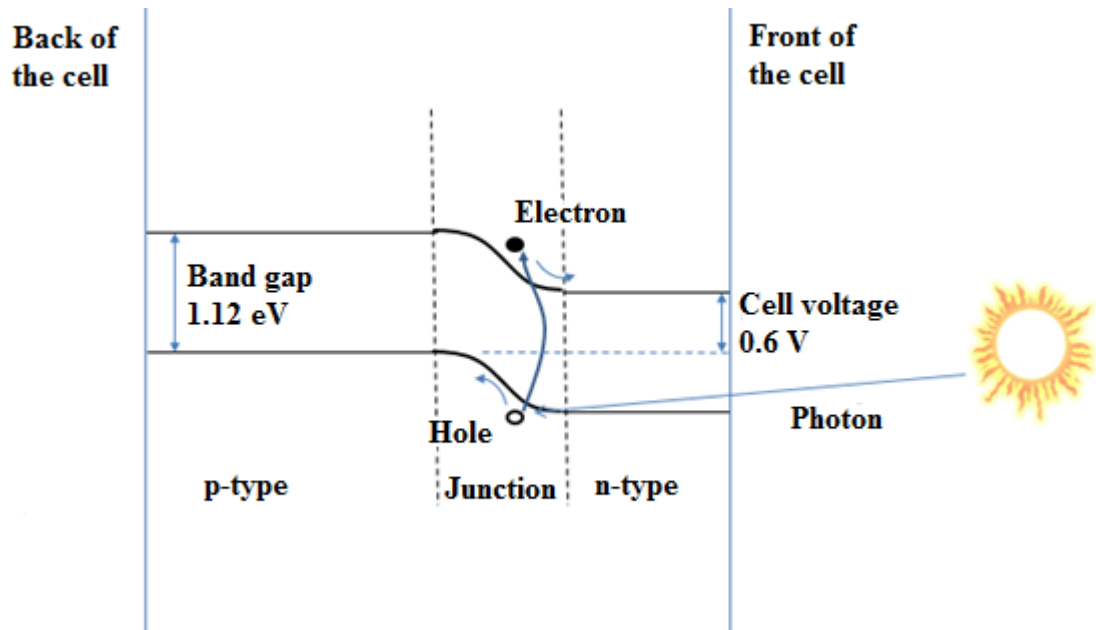 Back of
the cell
Front of
the cell
Electron
Band gap
1.12 eV
Cell voltage
0.6 V
Hole
Photon
p-type
Junction
n-type